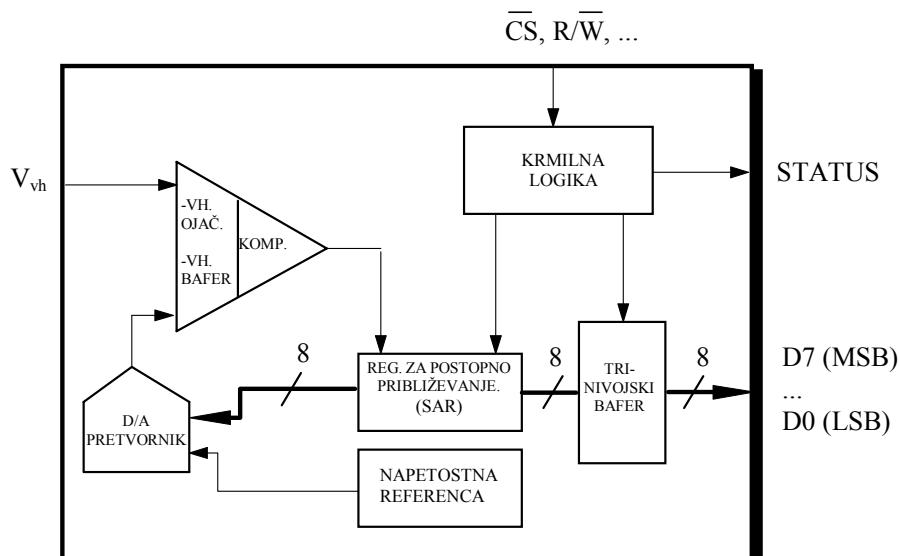 C̅S̅, R/W̅, ...
KRMILNA
LOGIKA
V_vh
STATUS
-VH.
OJAČ.
-VH.
BAFER
KOMP.
8
REG. ZA POSTOPNO
PRIBLIŽEVANJE.
(SAR)
8
TRI-
NIVOJSKI
BAFER
8
D7 (MSB)
...
D0 (LSB)
D/A
PRETVORNIK
NAPETOSTNA
REFERENCA